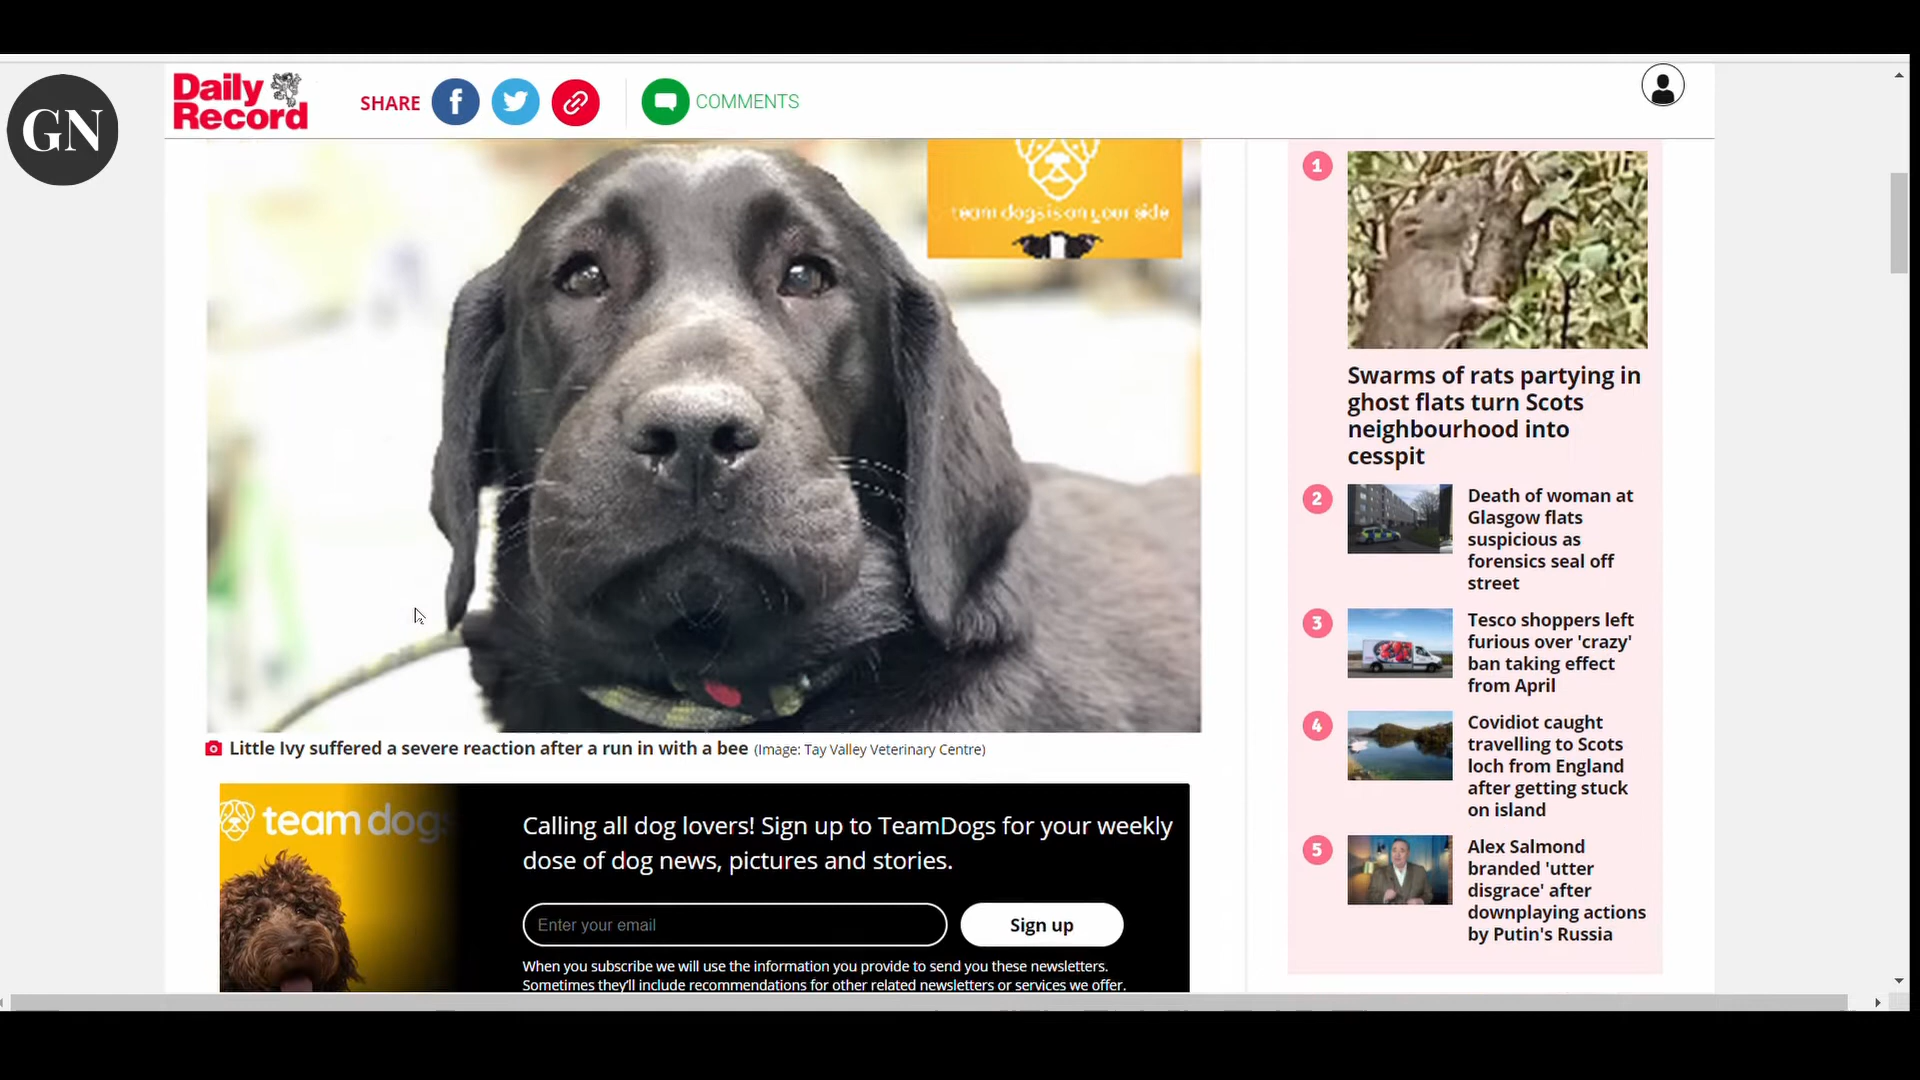 GN
Daily
Record
SHARE
COMMENTS
team dogs is on your side
Little Ivy suffered a severe reaction after a run in with a bee (Image: Tay Valley Veterinary Centre)
team dogs
Calling all dog lovers! Sign up to TeamDogs for your weekly
dose of dog news, pictures and stories.
Enter your email
Sign up
When you subscribe we will use the information you provide to send you these newsletters.
Sometimes they'll include recommendations for other related newsletters or services we offer.
1
Swarms of rats partying in
ghost flats turn Scots
neighbourhood into
cesspit
2
Death of woman at
Glasgow flats
suspicious as
forensics seal off
street
3
Tesco shoppers left
furious over 'crazy'
ban taking effect
from April
4
Covidiot caught
travelling to Scots
loch from England
after getting stuck
on island
5
Alex Salmond
branded 'utter
disgrace' after
downplaying actions
by Putin's Russia